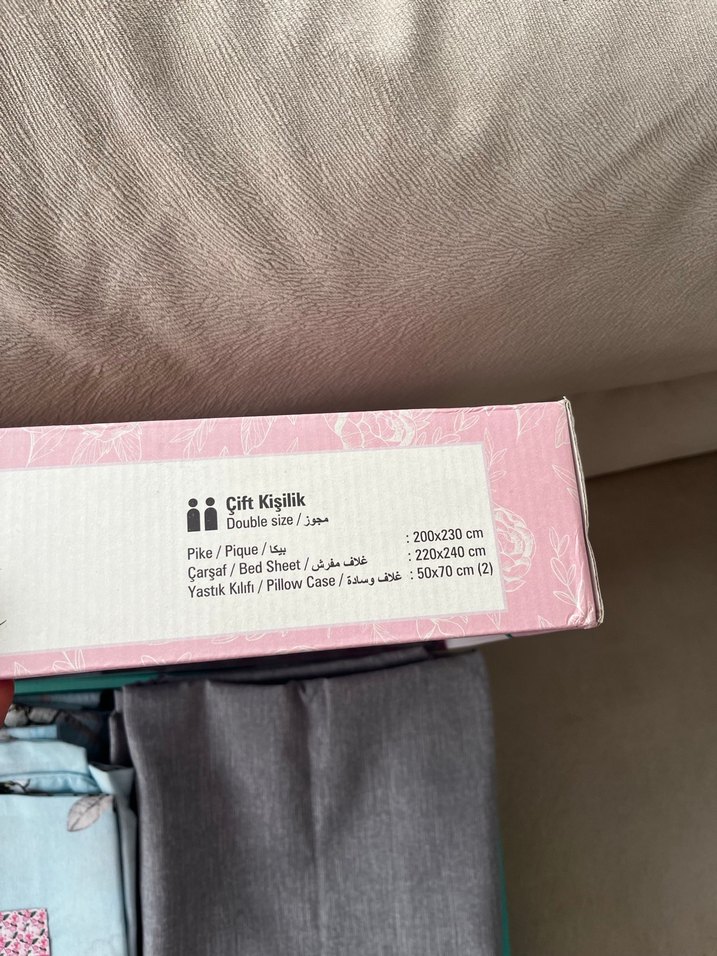 Çift Kişilik
Double size / مجوز
Pike / Pique / بيكا : 200x230 cm
Çarşaf / Bed Sheet / غلاف مفرش : 220x240 cm
Yastık Kılıfı / Pillow Case / غلاف وسادة : 50x70 cm (2)